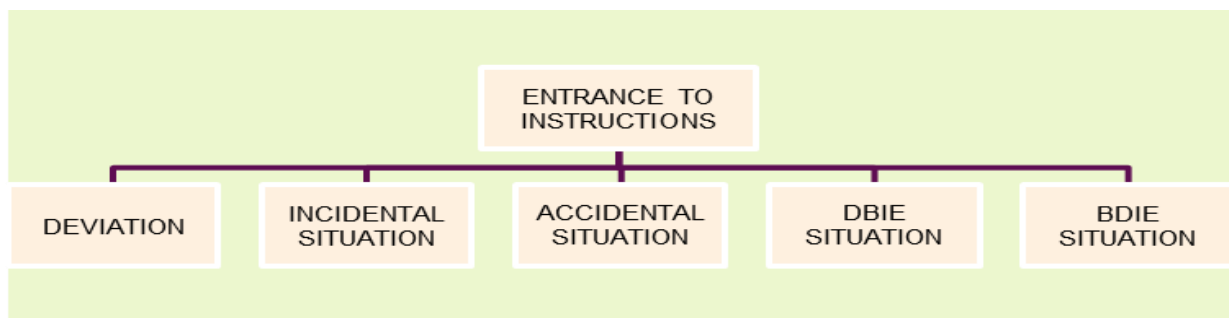 ENTRANCE TO
INSTRUCTIONS
DEVIATION
INCIDENTAL
SITUATION
ACCIDENTAL
SITUATION
DBIE
SITUATION
BDIE
SITUATION